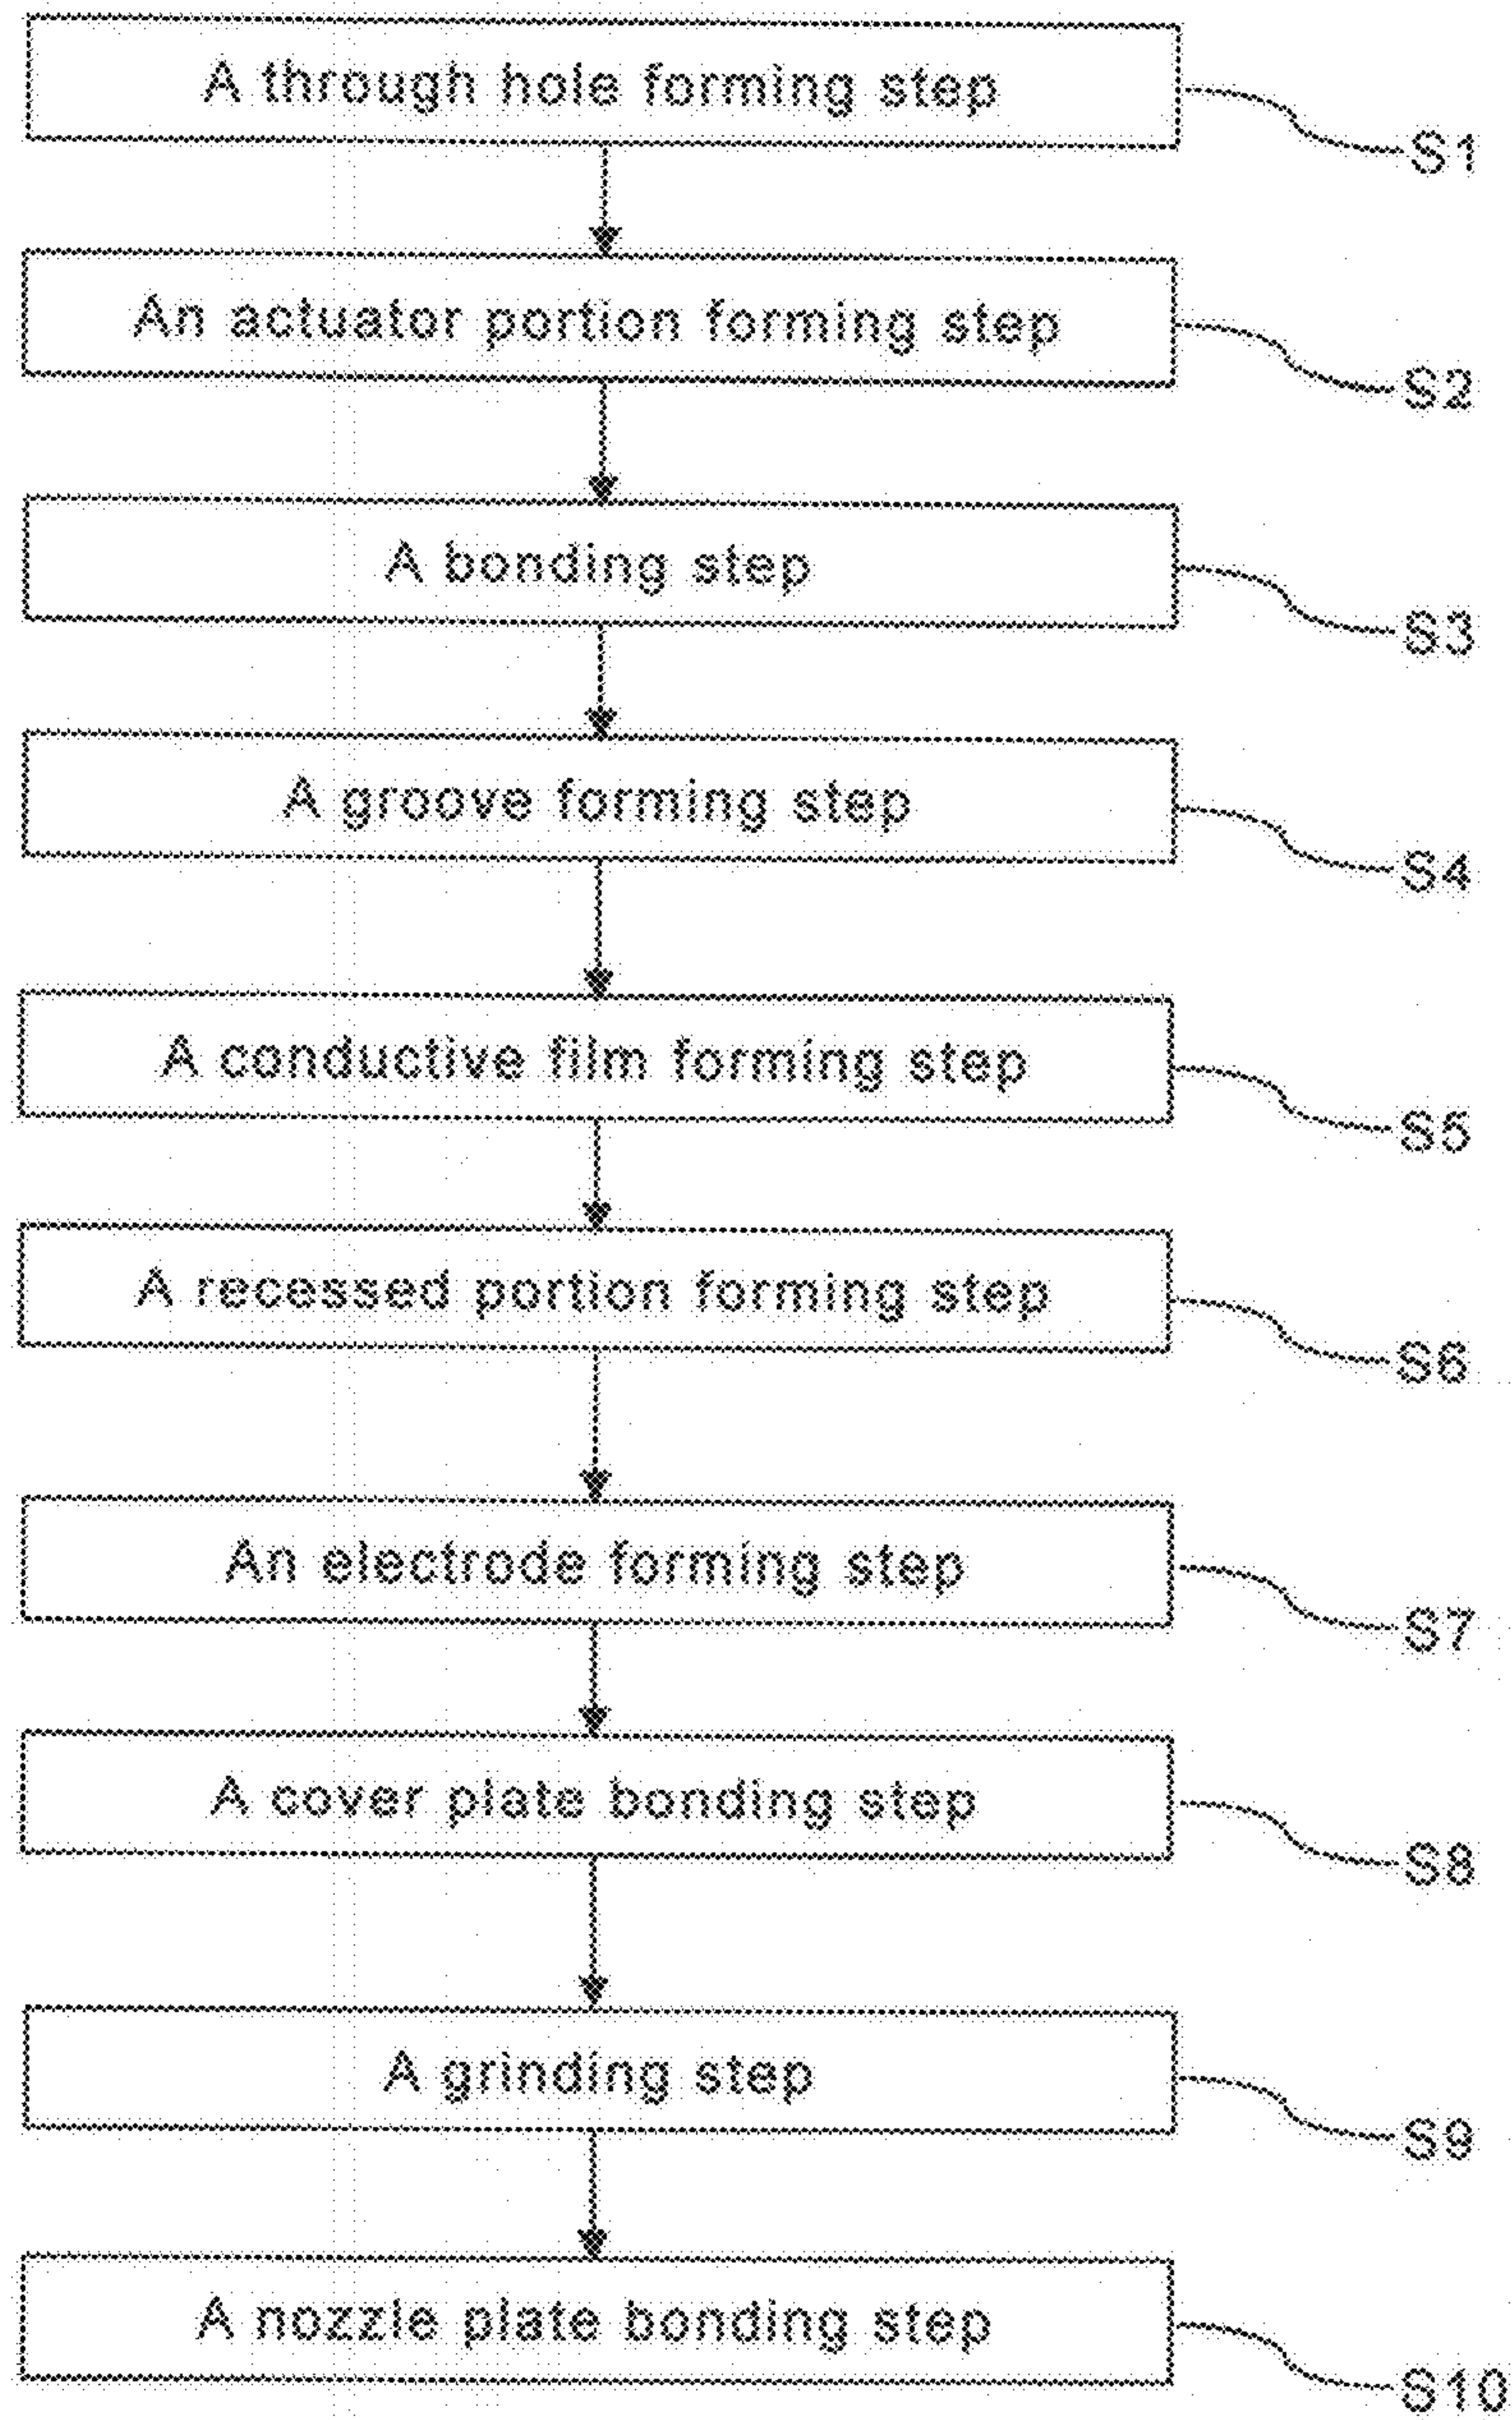 A through hole forming step
S1
An actuator portion forming step
S2
A bonding step
S3
A groove forming step
S4
A conductive film forming step
S5
A recessed portion forming step
S6
An electrode forming step
S7
A cover plate bonding step
S8
A grinding step
S9
A nozzle plate bonding step
S10